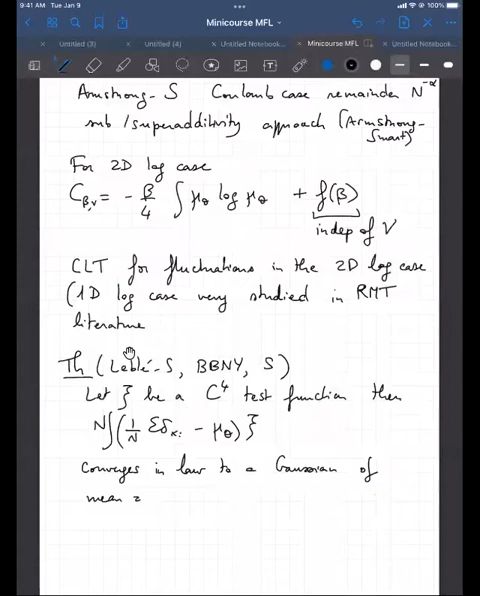 9:41 AM Tue Jan 9
100%
Minicourse MFL
Untitled (3)
Untitled (4)
Untitled Notebook...
Minicourse MFL
Untitled Notebook...
Armstrong - S Coulomb case remainder N^-α
sub/superadditivity approach (Armstrong-
Smart)
For 2D log case
C_β,V = - β/4 ∫ μ_θ log μ_θ + f(β)
indep of V
CLT for fluctuations in the 2D log case
(1D log case very studied in RMT
literature
Th (Leblé-S, BBNY, S)
Let ξ be a C^4 test function then
N∫(1/N Σδ_xi - μ_θ) ξ
Converges in law to a Gaussian of
mean =